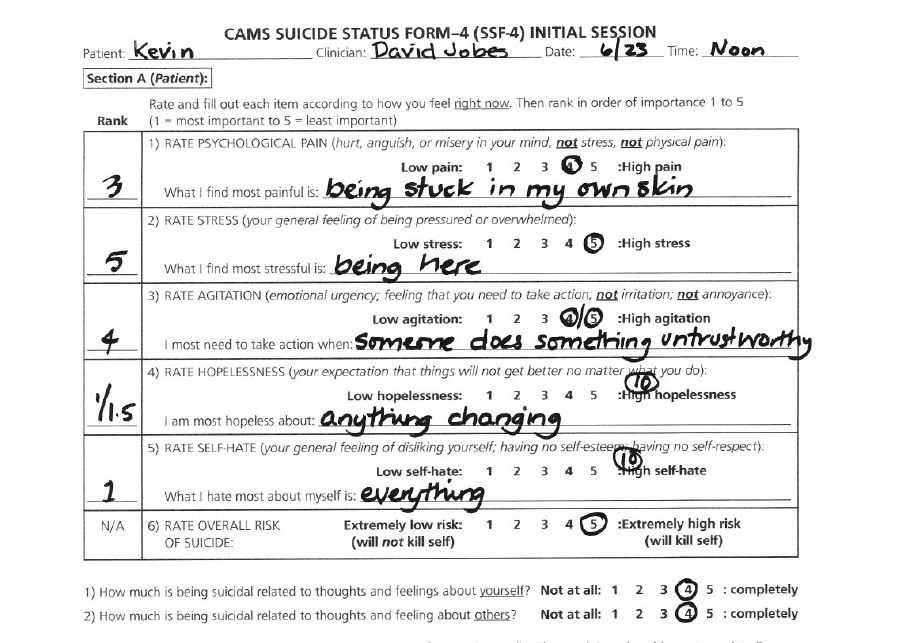 CAMS SUICIDE STATUS FORM–4 (SSF-4) INITIAL SESSION
Patient: Kevin Clinician: David Jobes Date: 6/23 Time: Noon
Section A (Patient):
Rate and fill out each item according to how you feel right now. Then rank in order of importance 1 to 5
Rank (1 = most important to 5 = least important)
1) RATE PSYCHOLOGICAL PAIN (hurt, anguish, or misery in your mind, not stress, not physical pain):
Low pain: 1 2 3 4 5 :High pain
3 What I find most painful is: being stuck in my own skin
2) RATE STRESS (your general feeling of being pressured or overwhelmed):
Low stress: 1 2 3 4 5 :High stress
5 What I find most stressful is: being here
3) RATE AGITATION (emotional urgency; feeling that you need to take action; not irritation; not annoyance):
Low agitation: 1 2 3 4/5 :High agitation
4 I most need to take action when: Someone does something untrustworthy
4) RATE HOPELESSNESS (your expectation that things will not get better no matter what you do):
10
Low hopelessness: 1 2 3 4 5 :High hopelessness
1/1.5 I am most hopeless about: anything changing
5) RATE SELF-HATE (your general feeling of disliking yourself; having no self-esteem; having no self-respect):
10
Low self-hate: 1 2 3 4 5 :High self-hate
1 What I hate most about myself is: everything
N/A 6) RATE OVERALL RISK Extremely low risk: 1 2 3 4 5 :Extremely high risk
OF SUICIDE: (will not kill self) (will kill self)
1) How much is being suicidal related to thoughts and feelings about yourself? Not at all: 1 2 3 4 5 : completely
2) How much is being suicidal related to thoughts and feeling about others? Not at all: 1 2 3 4 5 : completely